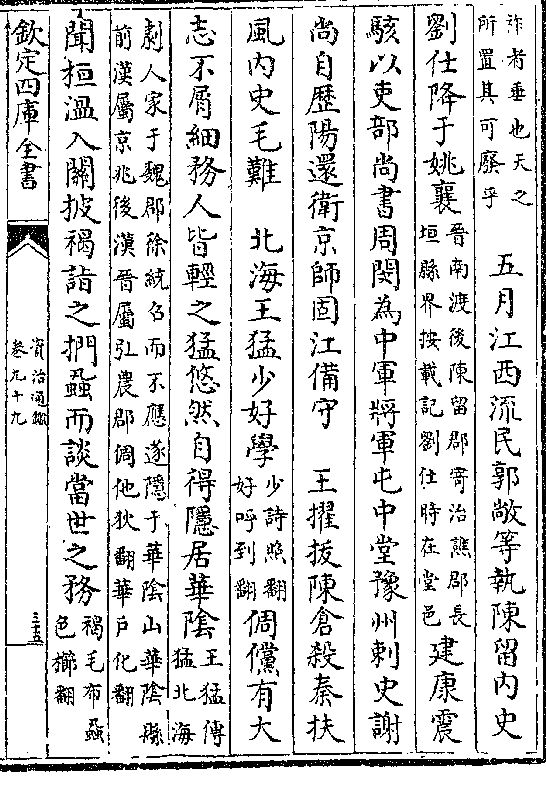 祚者垂也天之
所置其可廢乎
五月江西流民郭敞等執陳留内史
劉仕降于姚襄
晉南渡後陳留郡寄治譙郡長
垣縣界按載記劉仕時在堂邑
建康震
駭以吏部尚書周閔為中軍將軍屯中堂豫州刺史謝
尚自歴陽還衛京師固江備守　王擢拔陳倉殺秦扶
風内史毛難　北海王猛少好學
少詩照翻
好呼到翻
倜儻有大
志不屑細務人皆輕之猛悠然自得隱居華隂
王猛傳
猛北海
劇人家于魏郡徐統召而不應遂隱于華隂山華隂縣
前漢屬京兆後漢晉屬弘農郡倜他狄翻華户化翻
聞桓温入關披褐詣之捫蝨而談當世之務
褐毛布蝨
色櫛翻
欽定四庫全書
資治通鑑
卷九十九
三十五